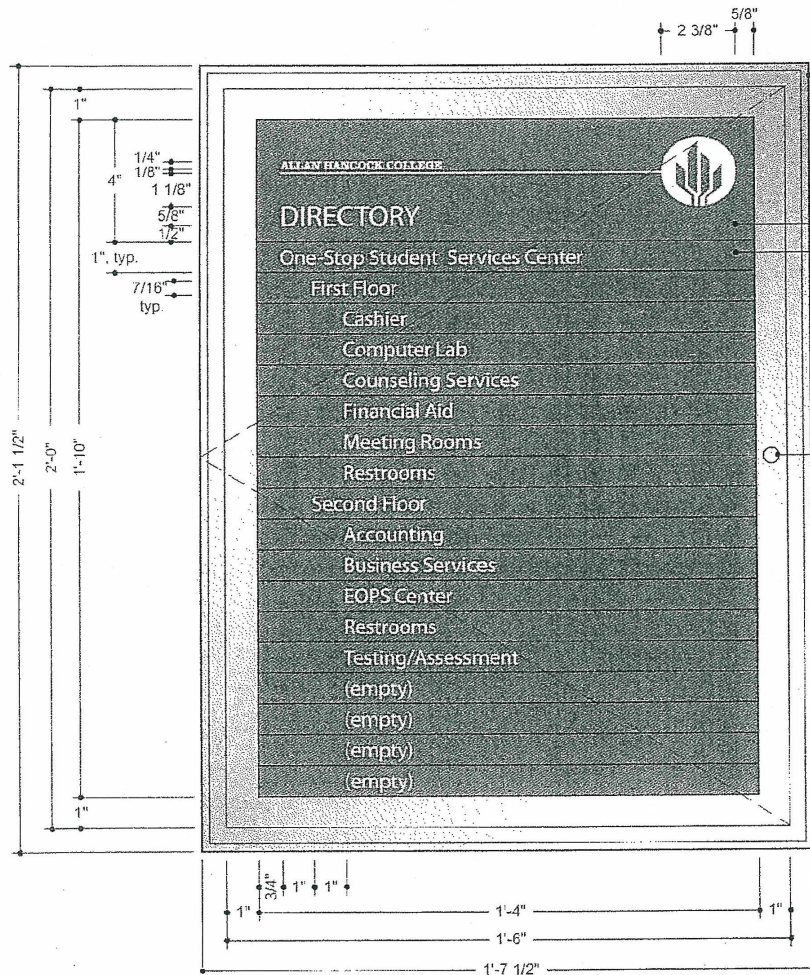 5/8"
2 3/8"
1"
1/4"
1/8"
4"
1 1/8"
5/8"
1/2"
1", typ.
7/16"
typ.
2'-1 1/2"
2'-0"
1'-10"
1"
ALLAN HANCOCK COLLEGE
DIRECTORY
One-Stop Student Services Center
First Floor
Cashier
Computer Lab
Counseling Services
Financial Aid
Meeting Rooms
Restrooms
Second Floor
Accounting
Business Services
EOPS Center
Restrooms
Testing/Assessment
(empty)
(empty)
(empty)
(empty)
3/4" 1" 1"
1" 1'-4" 1"
1'-6"
1'-7 1/2"